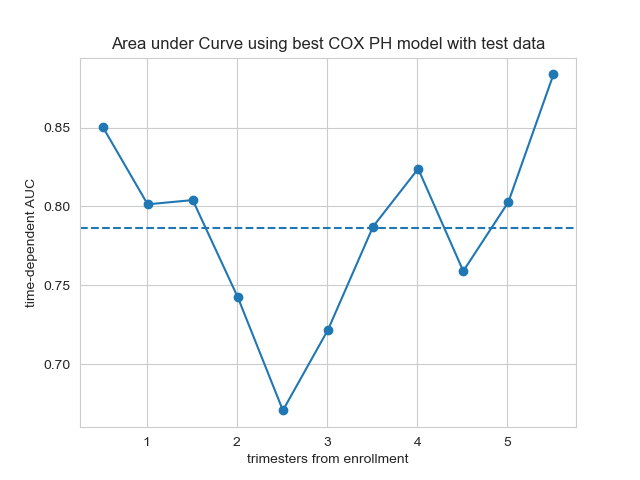 Area under Curve using best COX PH model with test data
time-dependent AUC
0.85
0.80
0.75
0.70
1 2 3 4 5
trimesters from enrollment